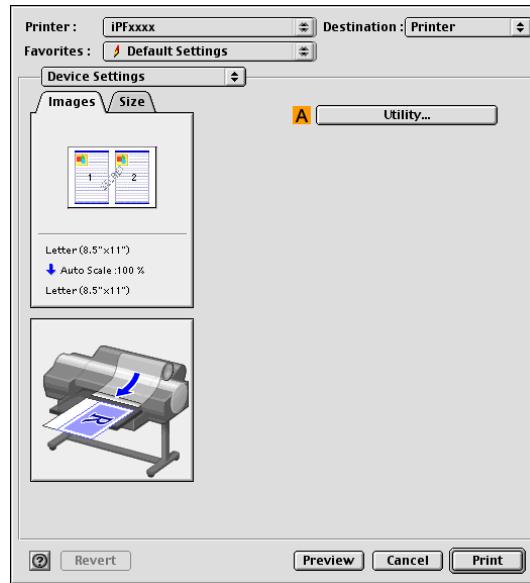 Printer : iPFxxxx Destination : Printer
Favorites : Default Settings
Device Settings
Images Size
A Utility...
1 2
SECRET
Letter (8.5"x11")
Auto Scale :100 %
Letter (8.5"x11")
R
? Revert Preview Cancel Print